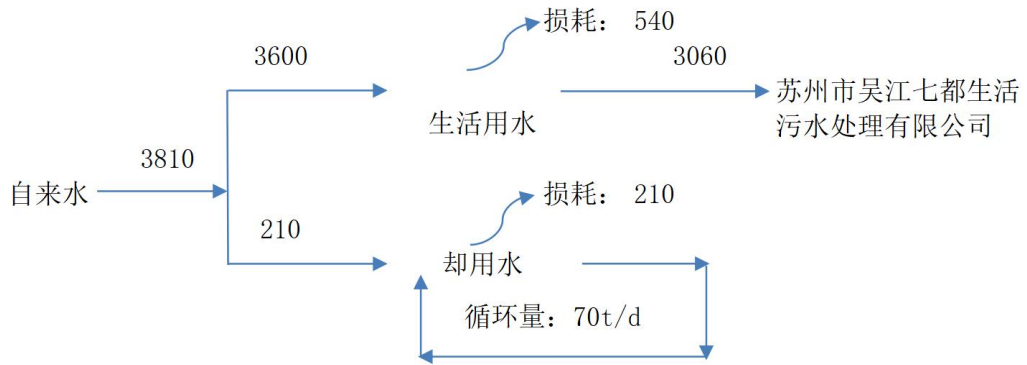 损耗： 540
3600
3060
苏州市吴江七都生活
污水处理有限公司
生活用水
3810
自来水
损耗： 210
210
却用水
循环量：70t/d